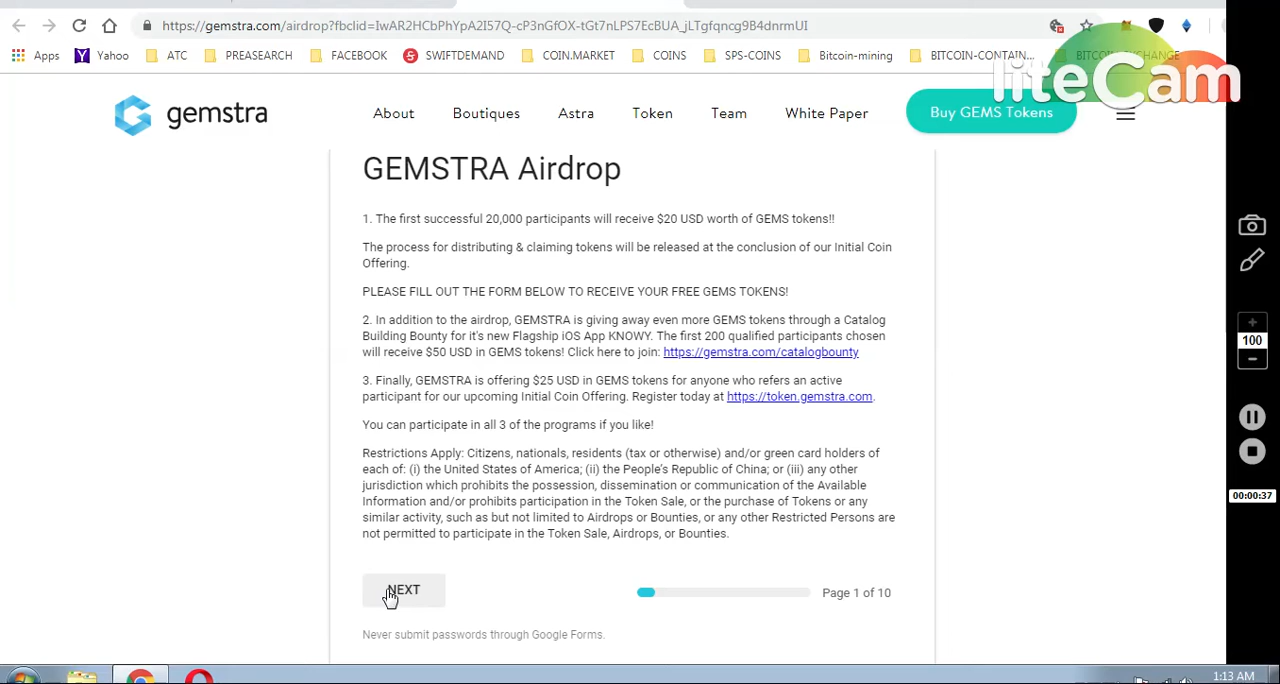 https://gemstra.com/airdrop?fbclid=IwAR2HCbPhYpA2I57Q-cP3nGfOX-tGt7nLPS7EcBUA_jLTgfqncg9B4dnrmUI
Apps Yahoo ATC PREASEARCH FACEBOOK SWIFTDEMAND COIN.MARKET COINS SPS-COINS Bitcoin-mining BITCOIN-CONTAIN... BITCOIN-EXCHANGE
liteCam
gemstra About Boutiques Astra Token Team White Paper Buy GEMS Tokens
GEMSTRA Airdrop
1. The first successful 20,000 participants will receive $20 USD worth of GEMS tokens!!
The process for distributing & claiming tokens will be released at the conclusion of our Initial Coin
Offering.
PLEASE FILL OUT THE FORM BELOW TO RECEIVE YOUR FREE GEMS TOKENS!
2. In addition to the airdrop, GEMSTRA is giving away even more GEMS tokens through a Catalog
Building Bounty for it's new Flagship iOS App KNOWY. The first 200 qualified participants chosen
will receive $50 USD in GEMS tokens! Click here to join: https://gemstra.com/catalogbounty
3. Finally, GEMSTRA is offering $25 USD in GEMS tokens for anyone who refers an active
participant for our upcoming Initial Coin Offering. Register today at https://token.gemstra.com.
You can participate in all 3 of the programs if you like!
Restrictions Apply: Citizens, nationals, residents (tax or otherwise) and/or green card holders of
each of: (i) the United States of America; (ii) the People's Republic of China; or (iii) any other
jurisdiction which prohibits the possession, dissemination or communication of the Available
Information and/or prohibits participation in the Token Sale, or the purchase of Tokens or any
similar activity, such as but not limited to Airdrops or Bounties, or any other Restricted Persons are
not permitted to participate in the Token Sale, Airdrops, or Bounties.
NEXT Page 1 of 10
Never submit passwords through Google Forms.
100
00:00:37
1:13 AM